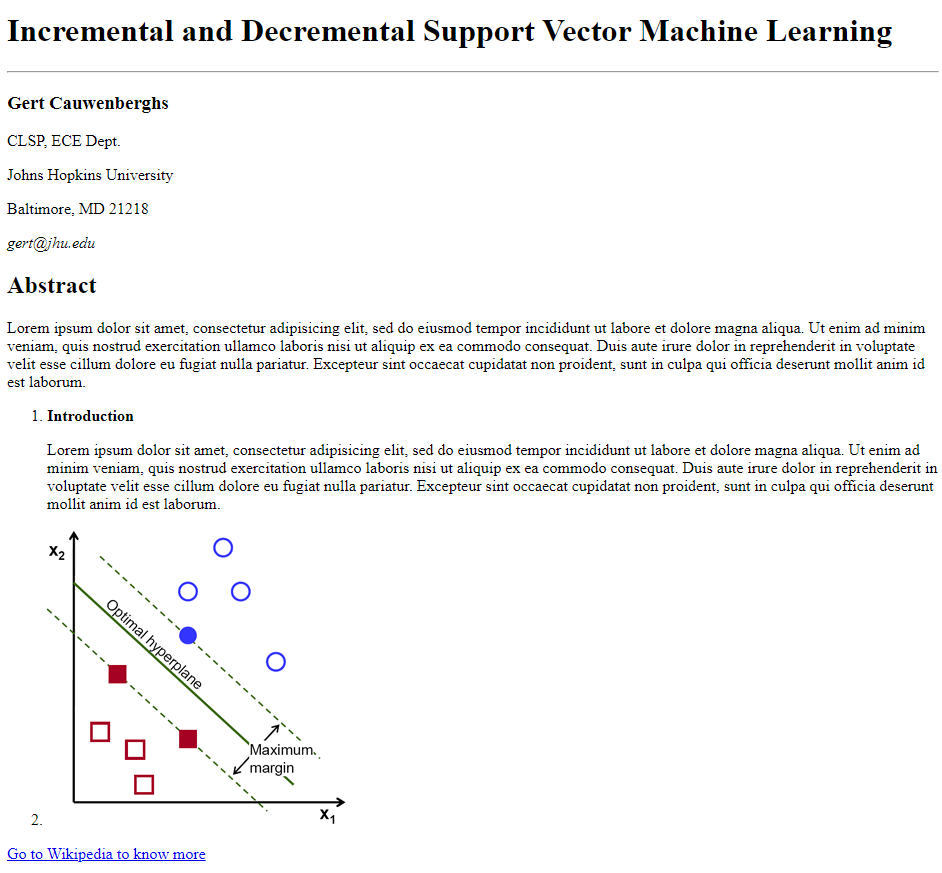 Incremental and Decremental Support Vector Machine Learning
Gert Cauwenberghs
CLSP, ECE Dept.
Johns Hopkins University
Baltimore, MD 21218
gert@jhu.edu
Abstract
Lorem ipsum dolor sit amet, consectetur adipisicing elit, sed do eiusmod tempor incididunt ut labore et dolore magna aliqua. Ut enim ad minim
veniam, quis nostrud exercitation ullamco laboris nisi ut aliquip ex ea commodo consequat. Duis aute irure dolor in reprehenderit in voluptate
velit esse cillum dolore eu fugiat nulla pariatur. Excepteur sint occaecat cupidatat non proident, sunt in culpa qui officia deserunt mollit anim id
est laborum.
1. Introduction
Lorem ipsum dolor sit amet, consectetur adipisicing elit, sed do eiusmod tempor incididunt ut labore et dolore magna aliqua. Ut enim ad
minim veniam, quis nostrud exercitation ullamco laboris nisi ut aliquip ex ea commodo consequat. Duis aute irure dolor in reprehenderit in
voluptate velit esse cillum dolore eu fugiat nulla pariatur. Excepteur sint occaecat cupidatat non proident, sunt in culpa qui officia deserunt
mollit anim id est laborum.
X2
Optimal hyperplane
Maximum
margin
X1
2.
Go to Wikipedia to know more